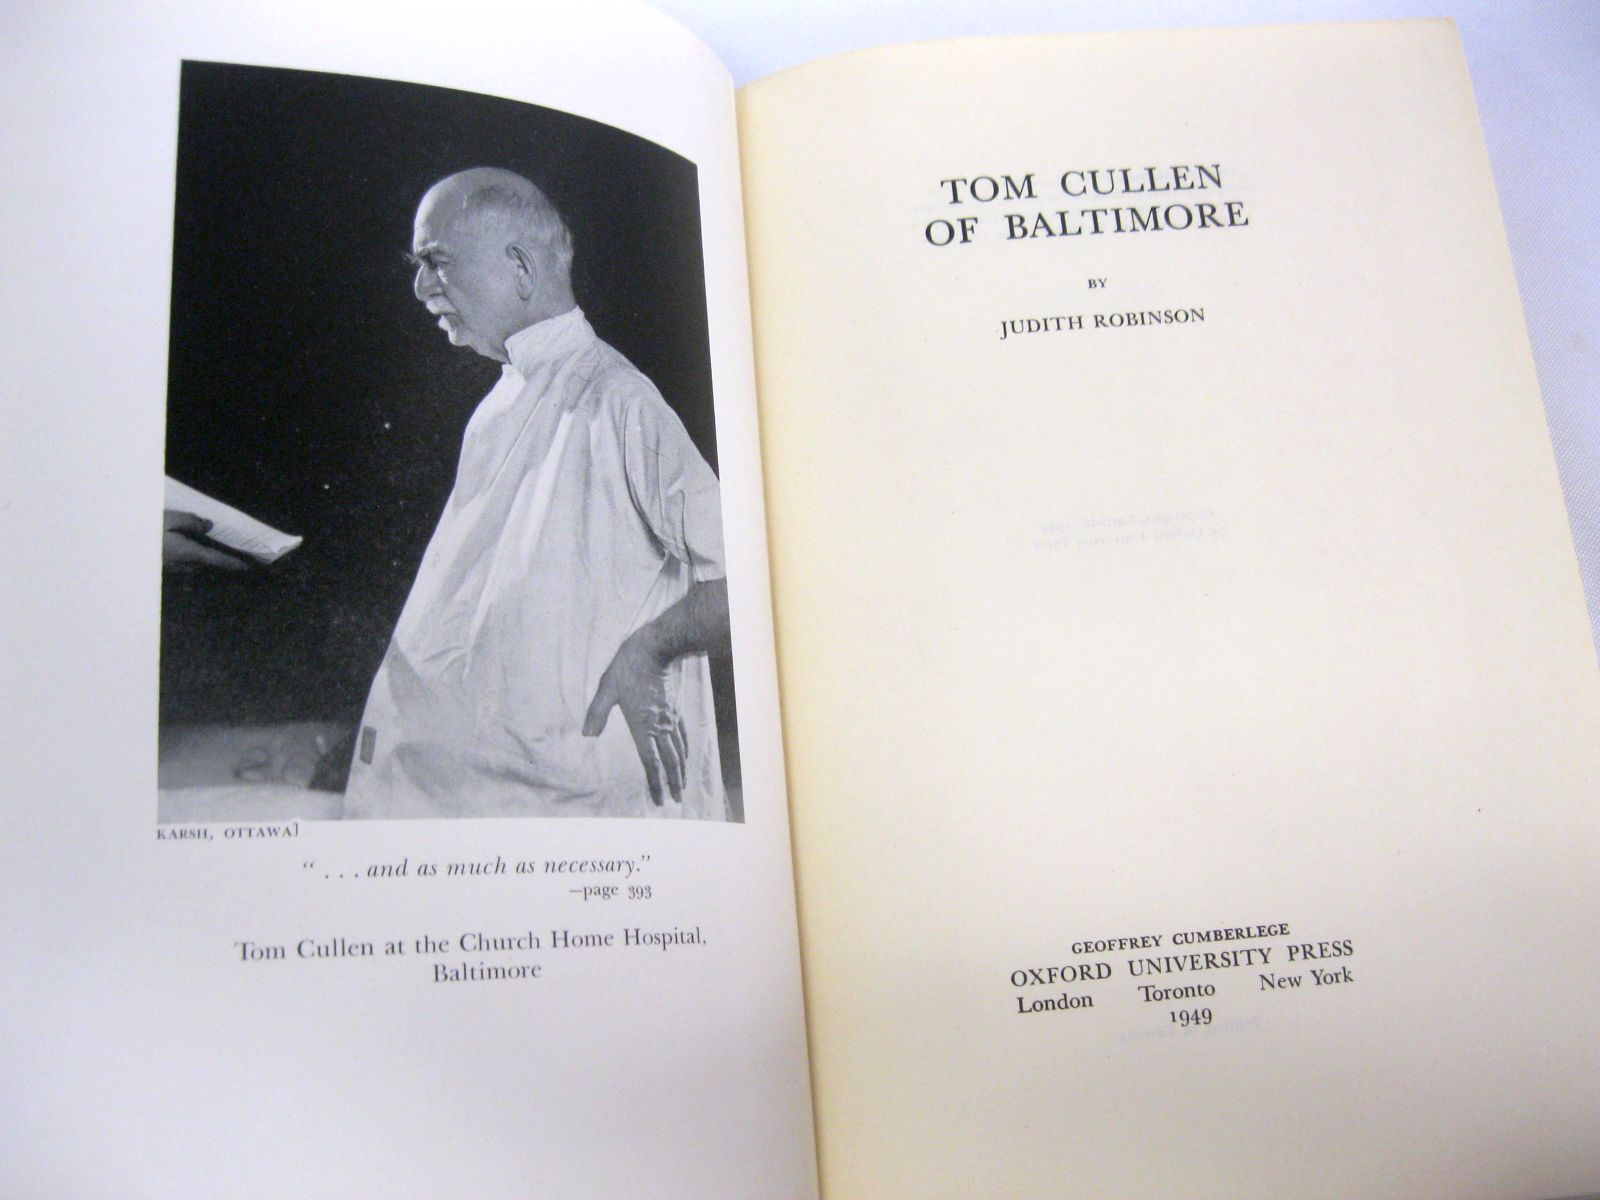 KARSH, OTTAWA]
“ . . . and as much as necessary.”
—page 393
Tom Cullen at the Church Home Hospital,
Baltimore
TOM CULLEN
OF BALTIMORE
BY
JUDITH ROBINSON
GEOFFREY CUMBERLEGE
OXFORD UNIVERSITY PRESS
London Toronto New York
1949